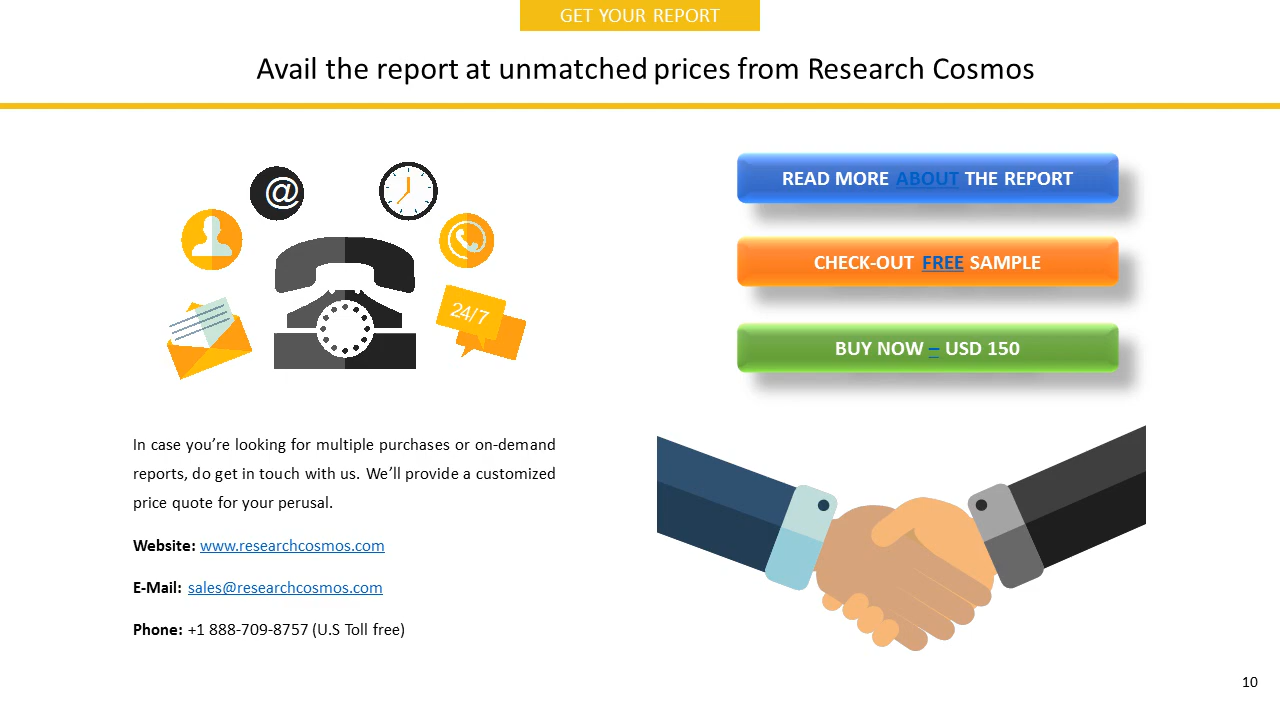 GET YOUR REPORT
Avail the report at unmatched prices from Research Cosmos
@
24/7
READ MORE ABOUT THE REPORT
CHECK-OUT FREE SAMPLE
BUY NOW – USD 150
In case you’re looking for multiple purchases or on-demand
reports, do get in touch with us. We’ll provide a customized
price quote for your perusal.
Website: www.researchcosmos.com
E-Mail: sales@researchcosmos.com
Phone: +1 888-709-8757 (U.S Toll free)
10